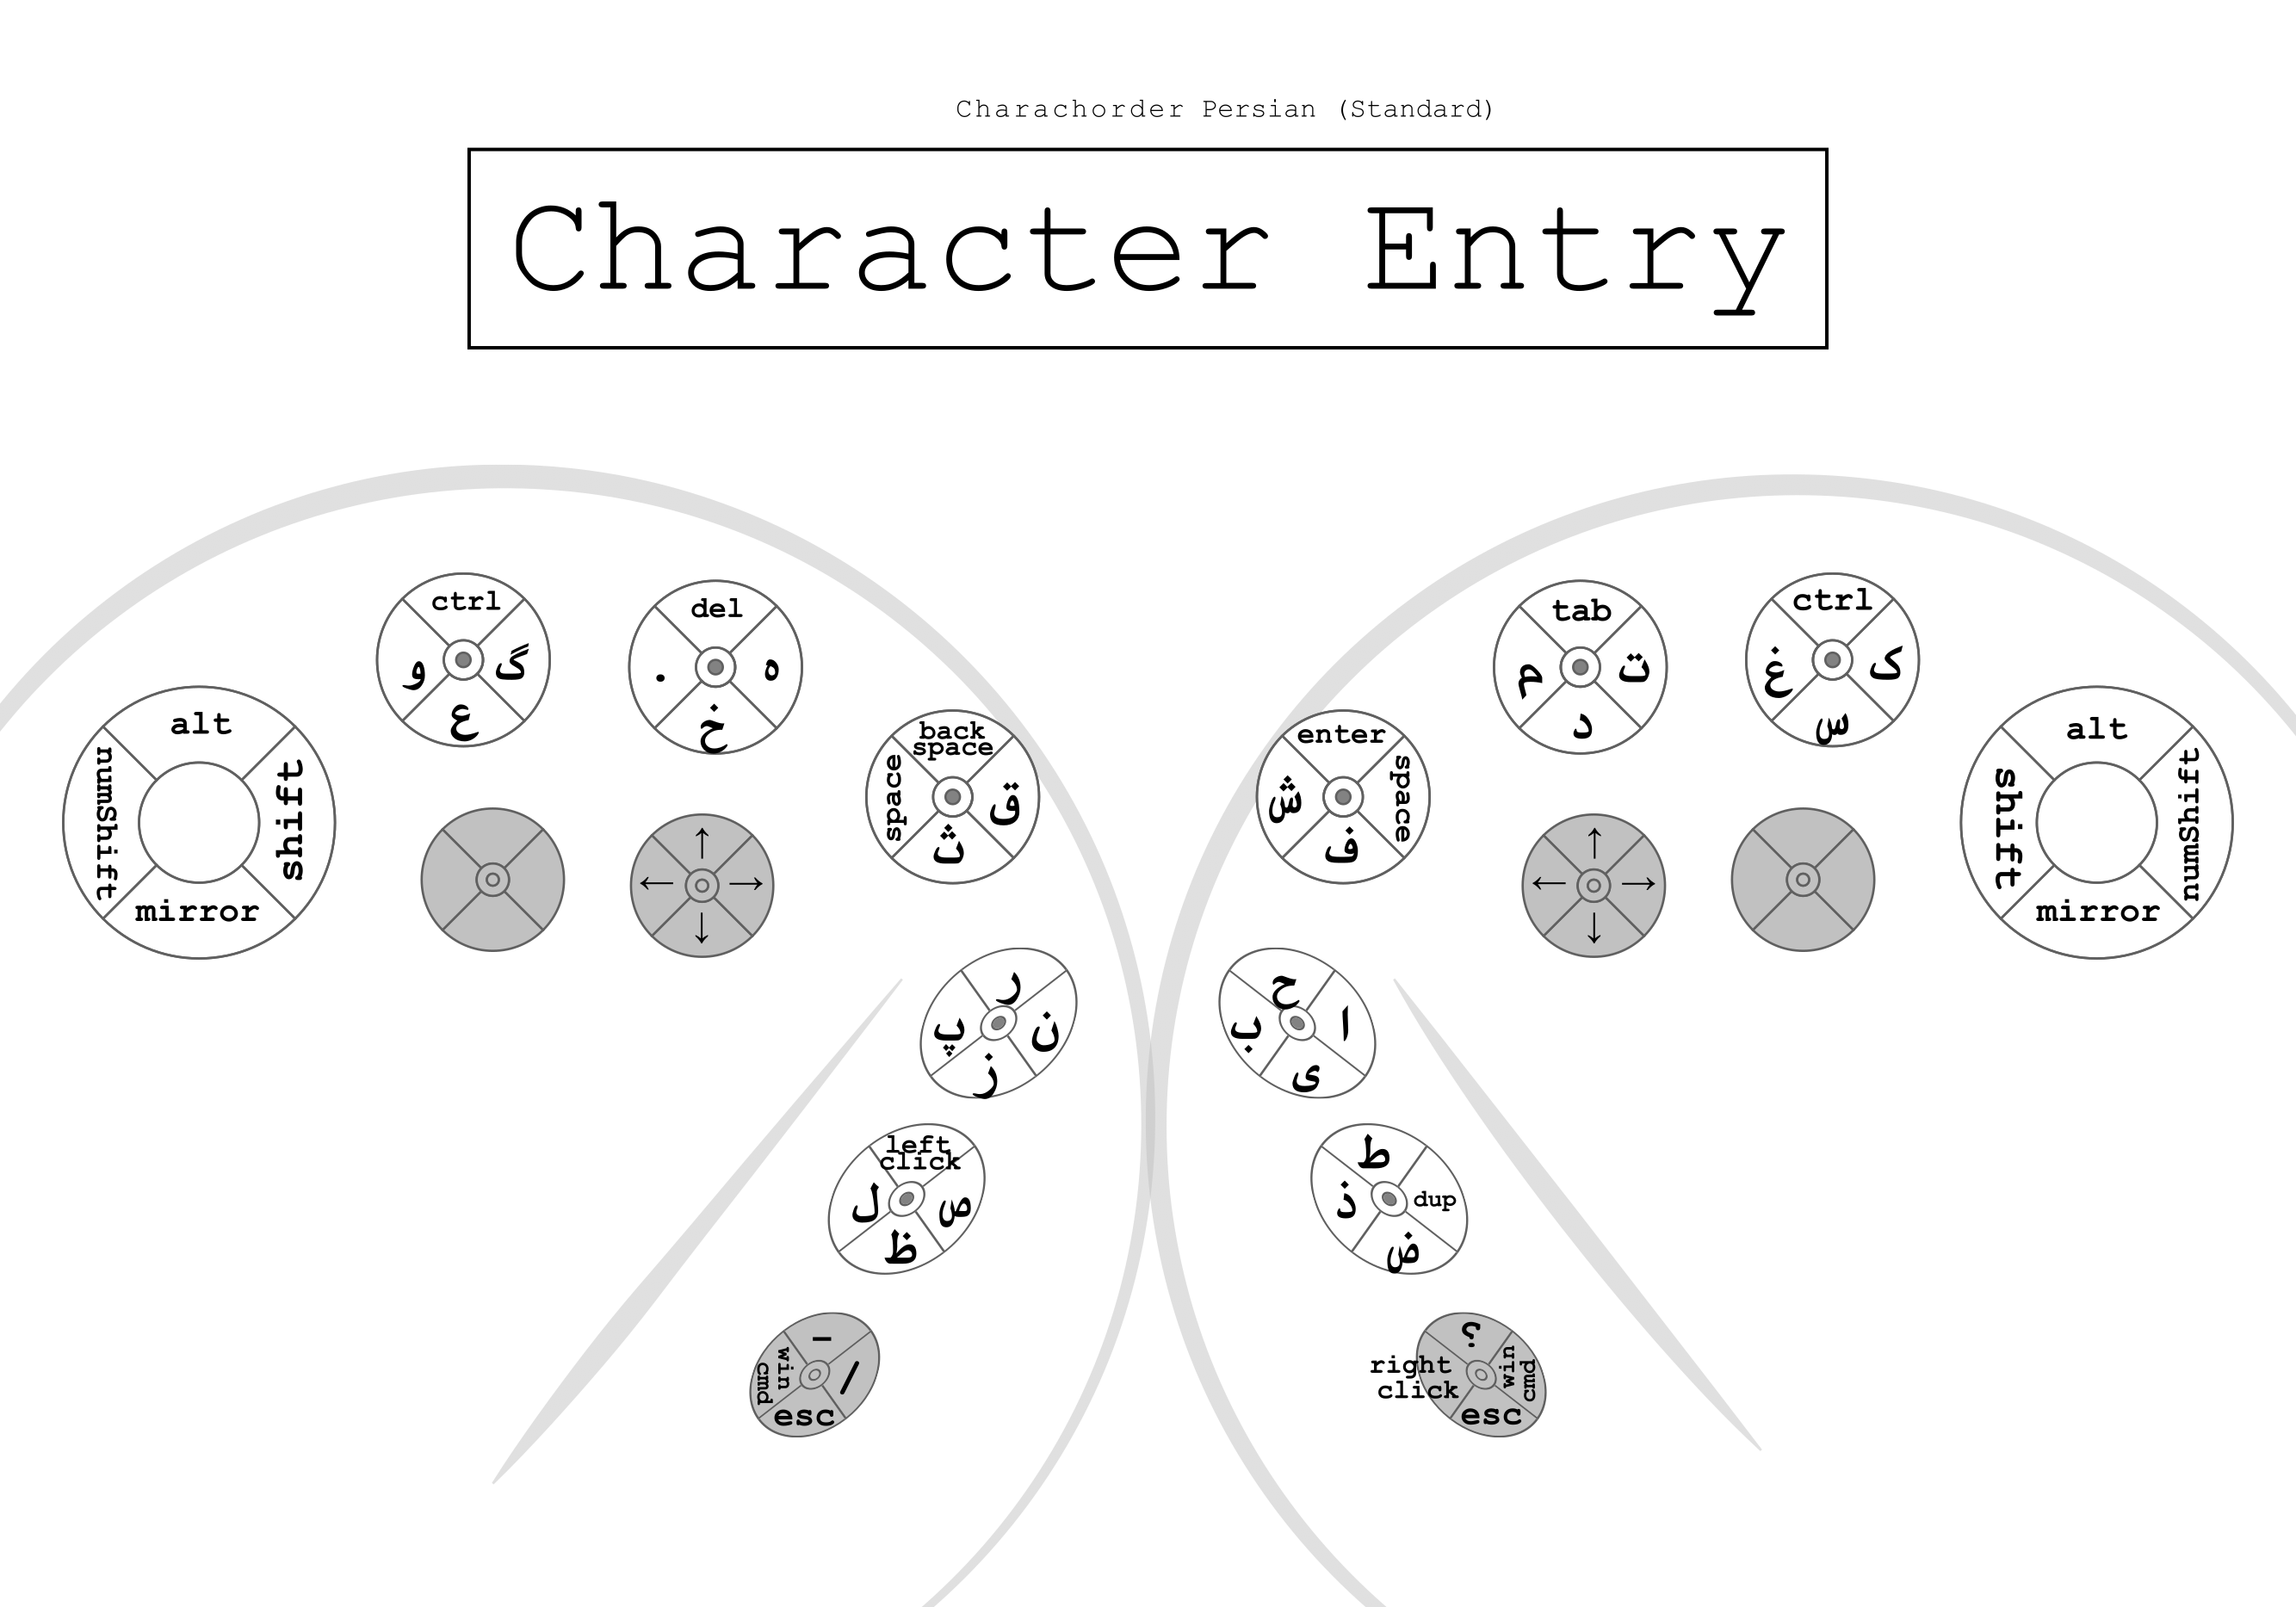 Charachorder Persian (Standard)
Character Entry
alt
numShift
shift
mirror
ctrl
و
گ
ع
del
.
ه
خ
back
space
space
ق
ث
↑
← →
↓
ر
پ
ن
ز
left
click
ل
ص
ظ
–
win
cmd
/
esc
enter
ش
space
ف
tab
م
ت
د
ctrl
غ
ک
س
alt
shift
numShift
mirror
↑
← →
↓
ح
ب
ا
ی
ط
ذ
dup
ض
؟
right
click
win
cmd
esc